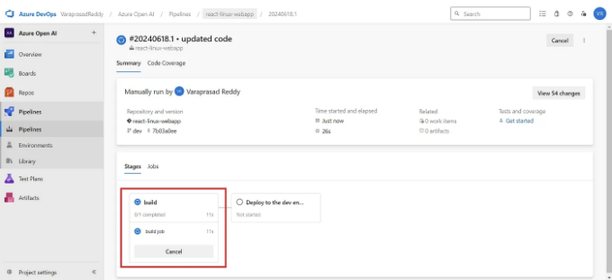 Azure DevOps VaraprasadReddy / Azure Open AI / Pipelines / react-linux-webapp / 20240618.1
Search
VR
Azure Open AI
Overview
Boards
Repos
Pipelines
Pipelines
Environments
Library
Test Plans
Artifacts
Project settings
#20240618.1 • updated code
react-linux-webapp
Cancel
Summary Code Coverage
Manually run by VR Varaprasad Reddy
View 54 changes
Repository and version Time started and elapsed Related Tests and coverage
react-linux-webapp Just now 0 work items Get started
dev 7b03a0ee 26s 0 artifacts
Stages Jobs
build
0/1 completed 11s
build job 11s
Cancel
Deploy to the dev en...
Not started